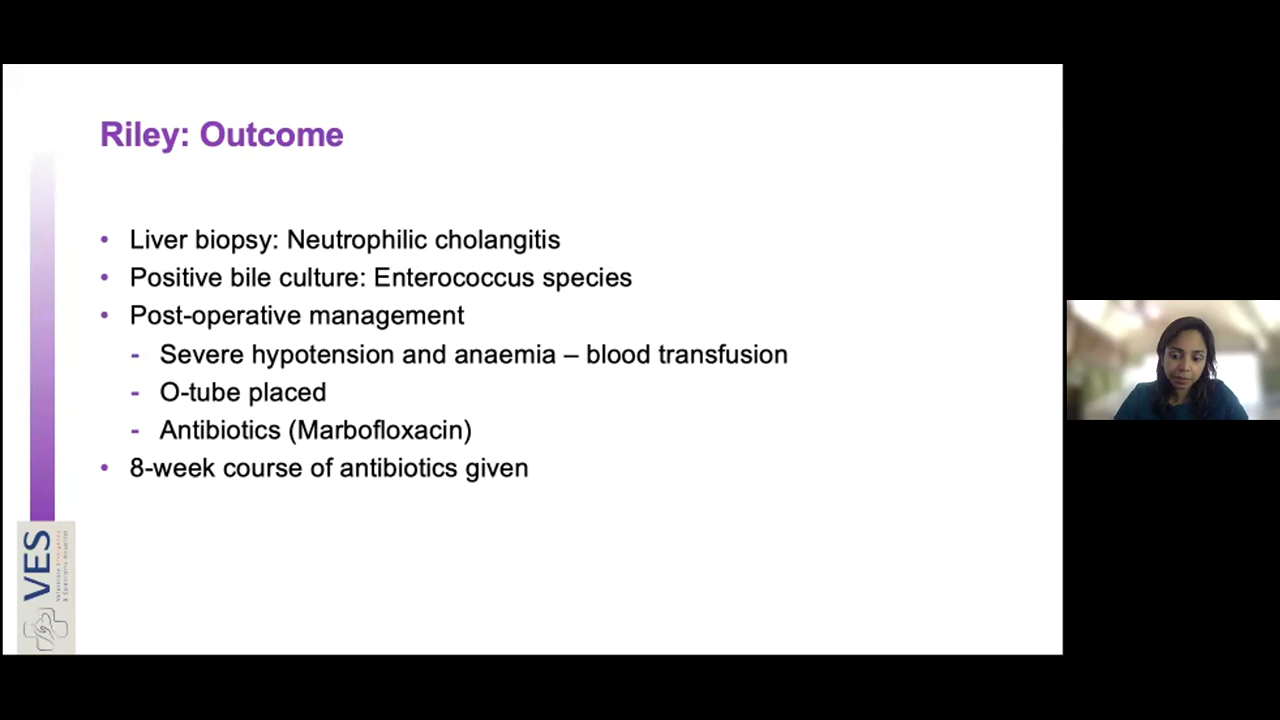 Riley: Outcome
• Liver biopsy: Neutrophilic cholangitis
• Positive bile culture: Enterococcus species
• Post-operative management
- Severe hypotension and anaemia – blood transfusion
- O-tube placed
- Antibiotics (Marbofloxacin)
• 8-week course of antibiotics given
VES